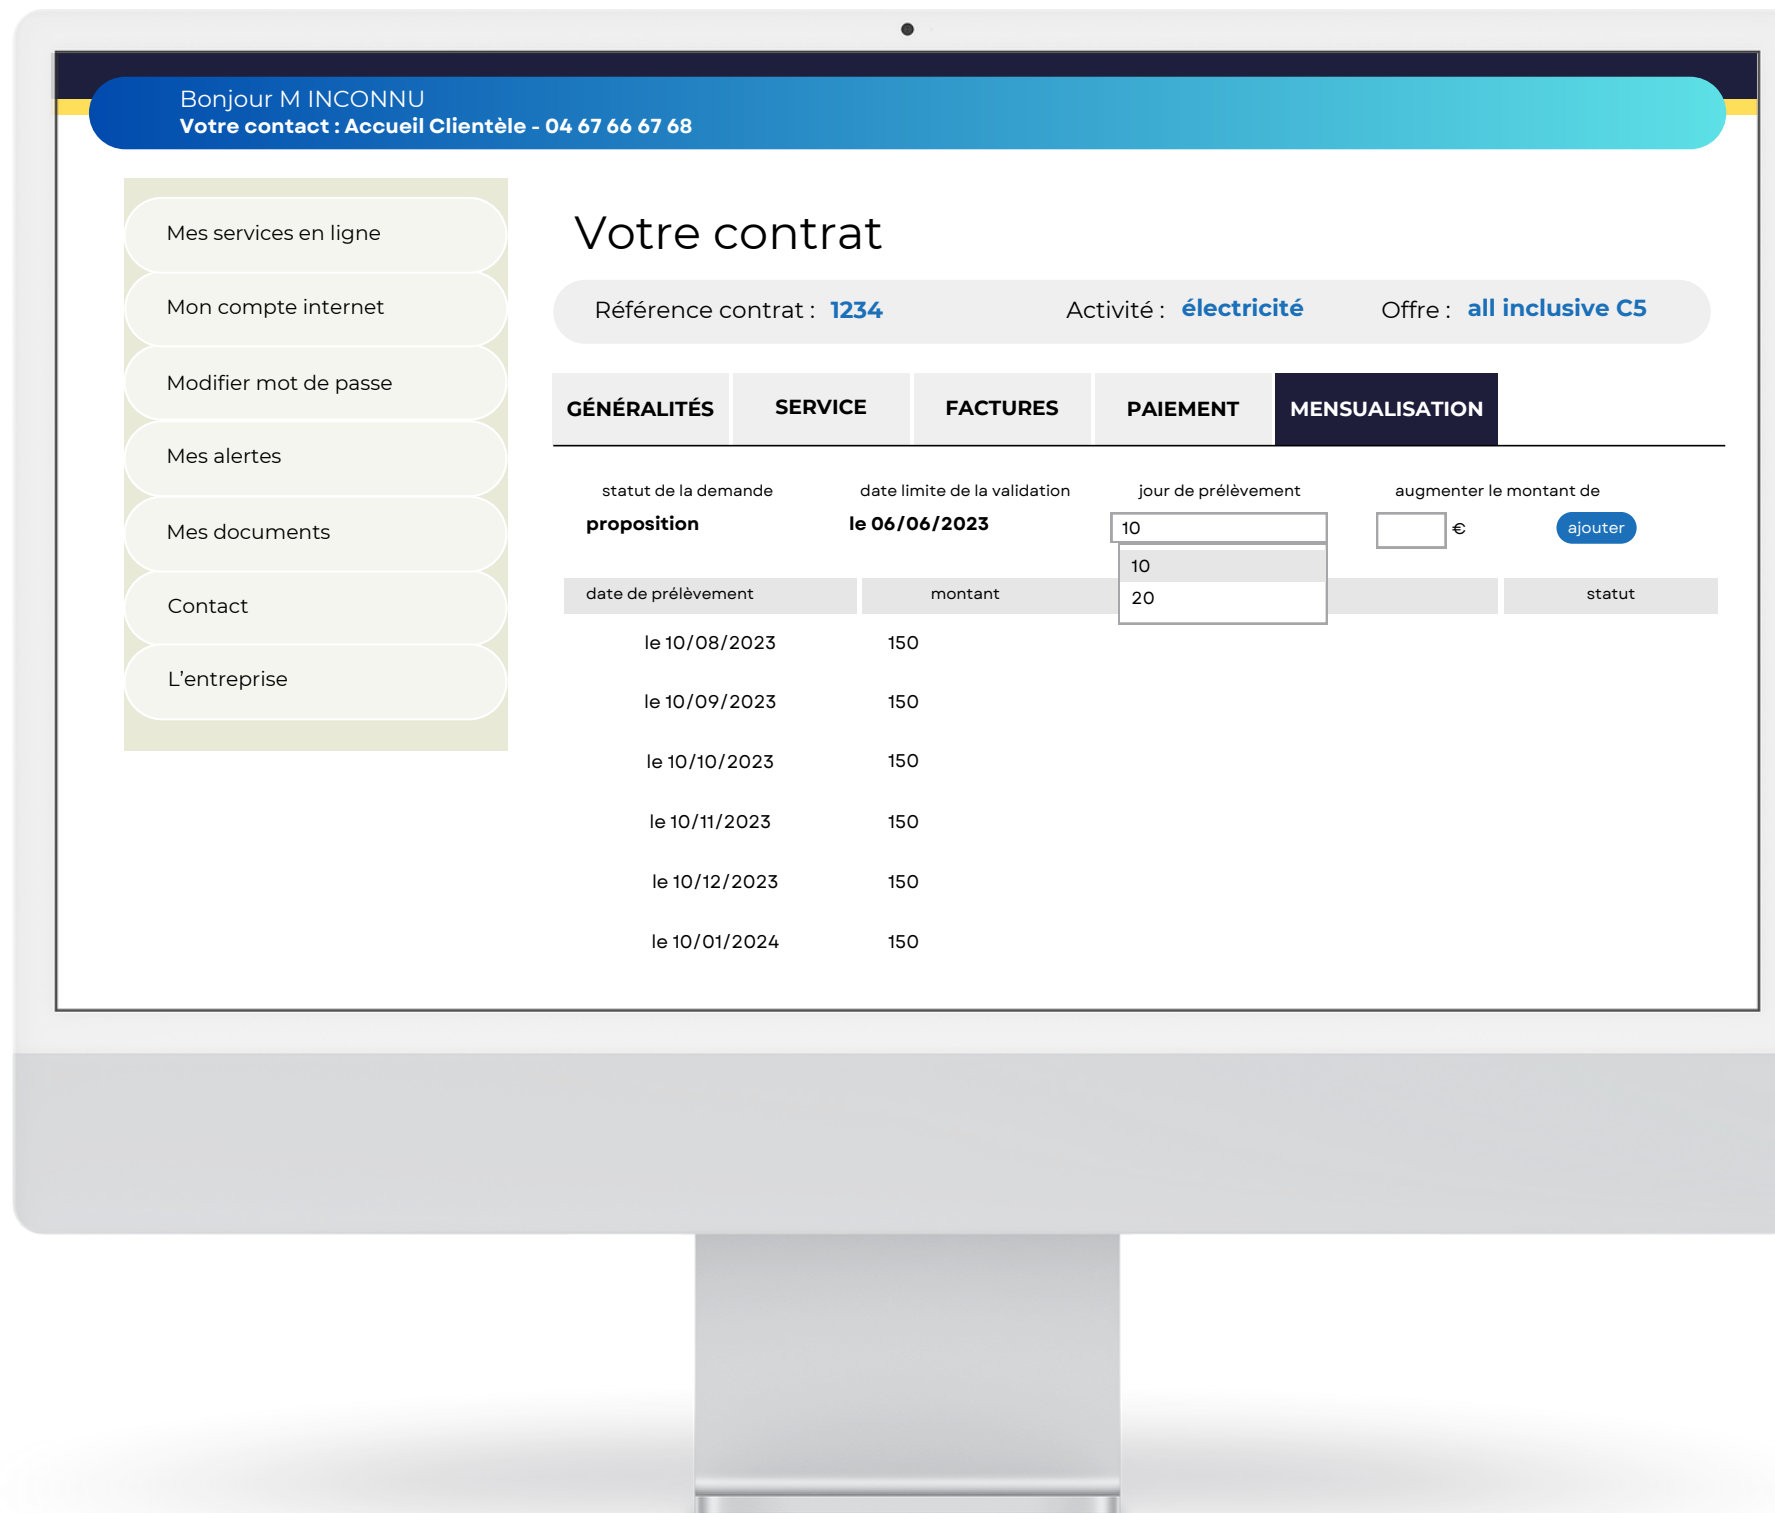 Bonjour M INCONNU
Votre contact : Accueil Clientèle - 04 67 66 67 68
Mes services en ligne
Mon compte internet
Modifier mot de passe
Mes alertes
Mes documents
Contact
L'entreprise
Votre contrat
Référence contrat : 1234 Activité : électricité Offre : all inclusive C5
GÉNÉRALITÉS SERVICE FACTURES PAIEMENT MENSUALISATION
statut de la demande date limite de la validation jour de prélèvement augmenter le montant de
proposition le 06/06/2023 10 € ajouter
10
20
date de prélèvement montant statut
le 10/08/2023 150
le 10/09/2023 150
le 10/10/2023 150
le 10/11/2023 150
le 10/12/2023 150
le 10/01/2024 150